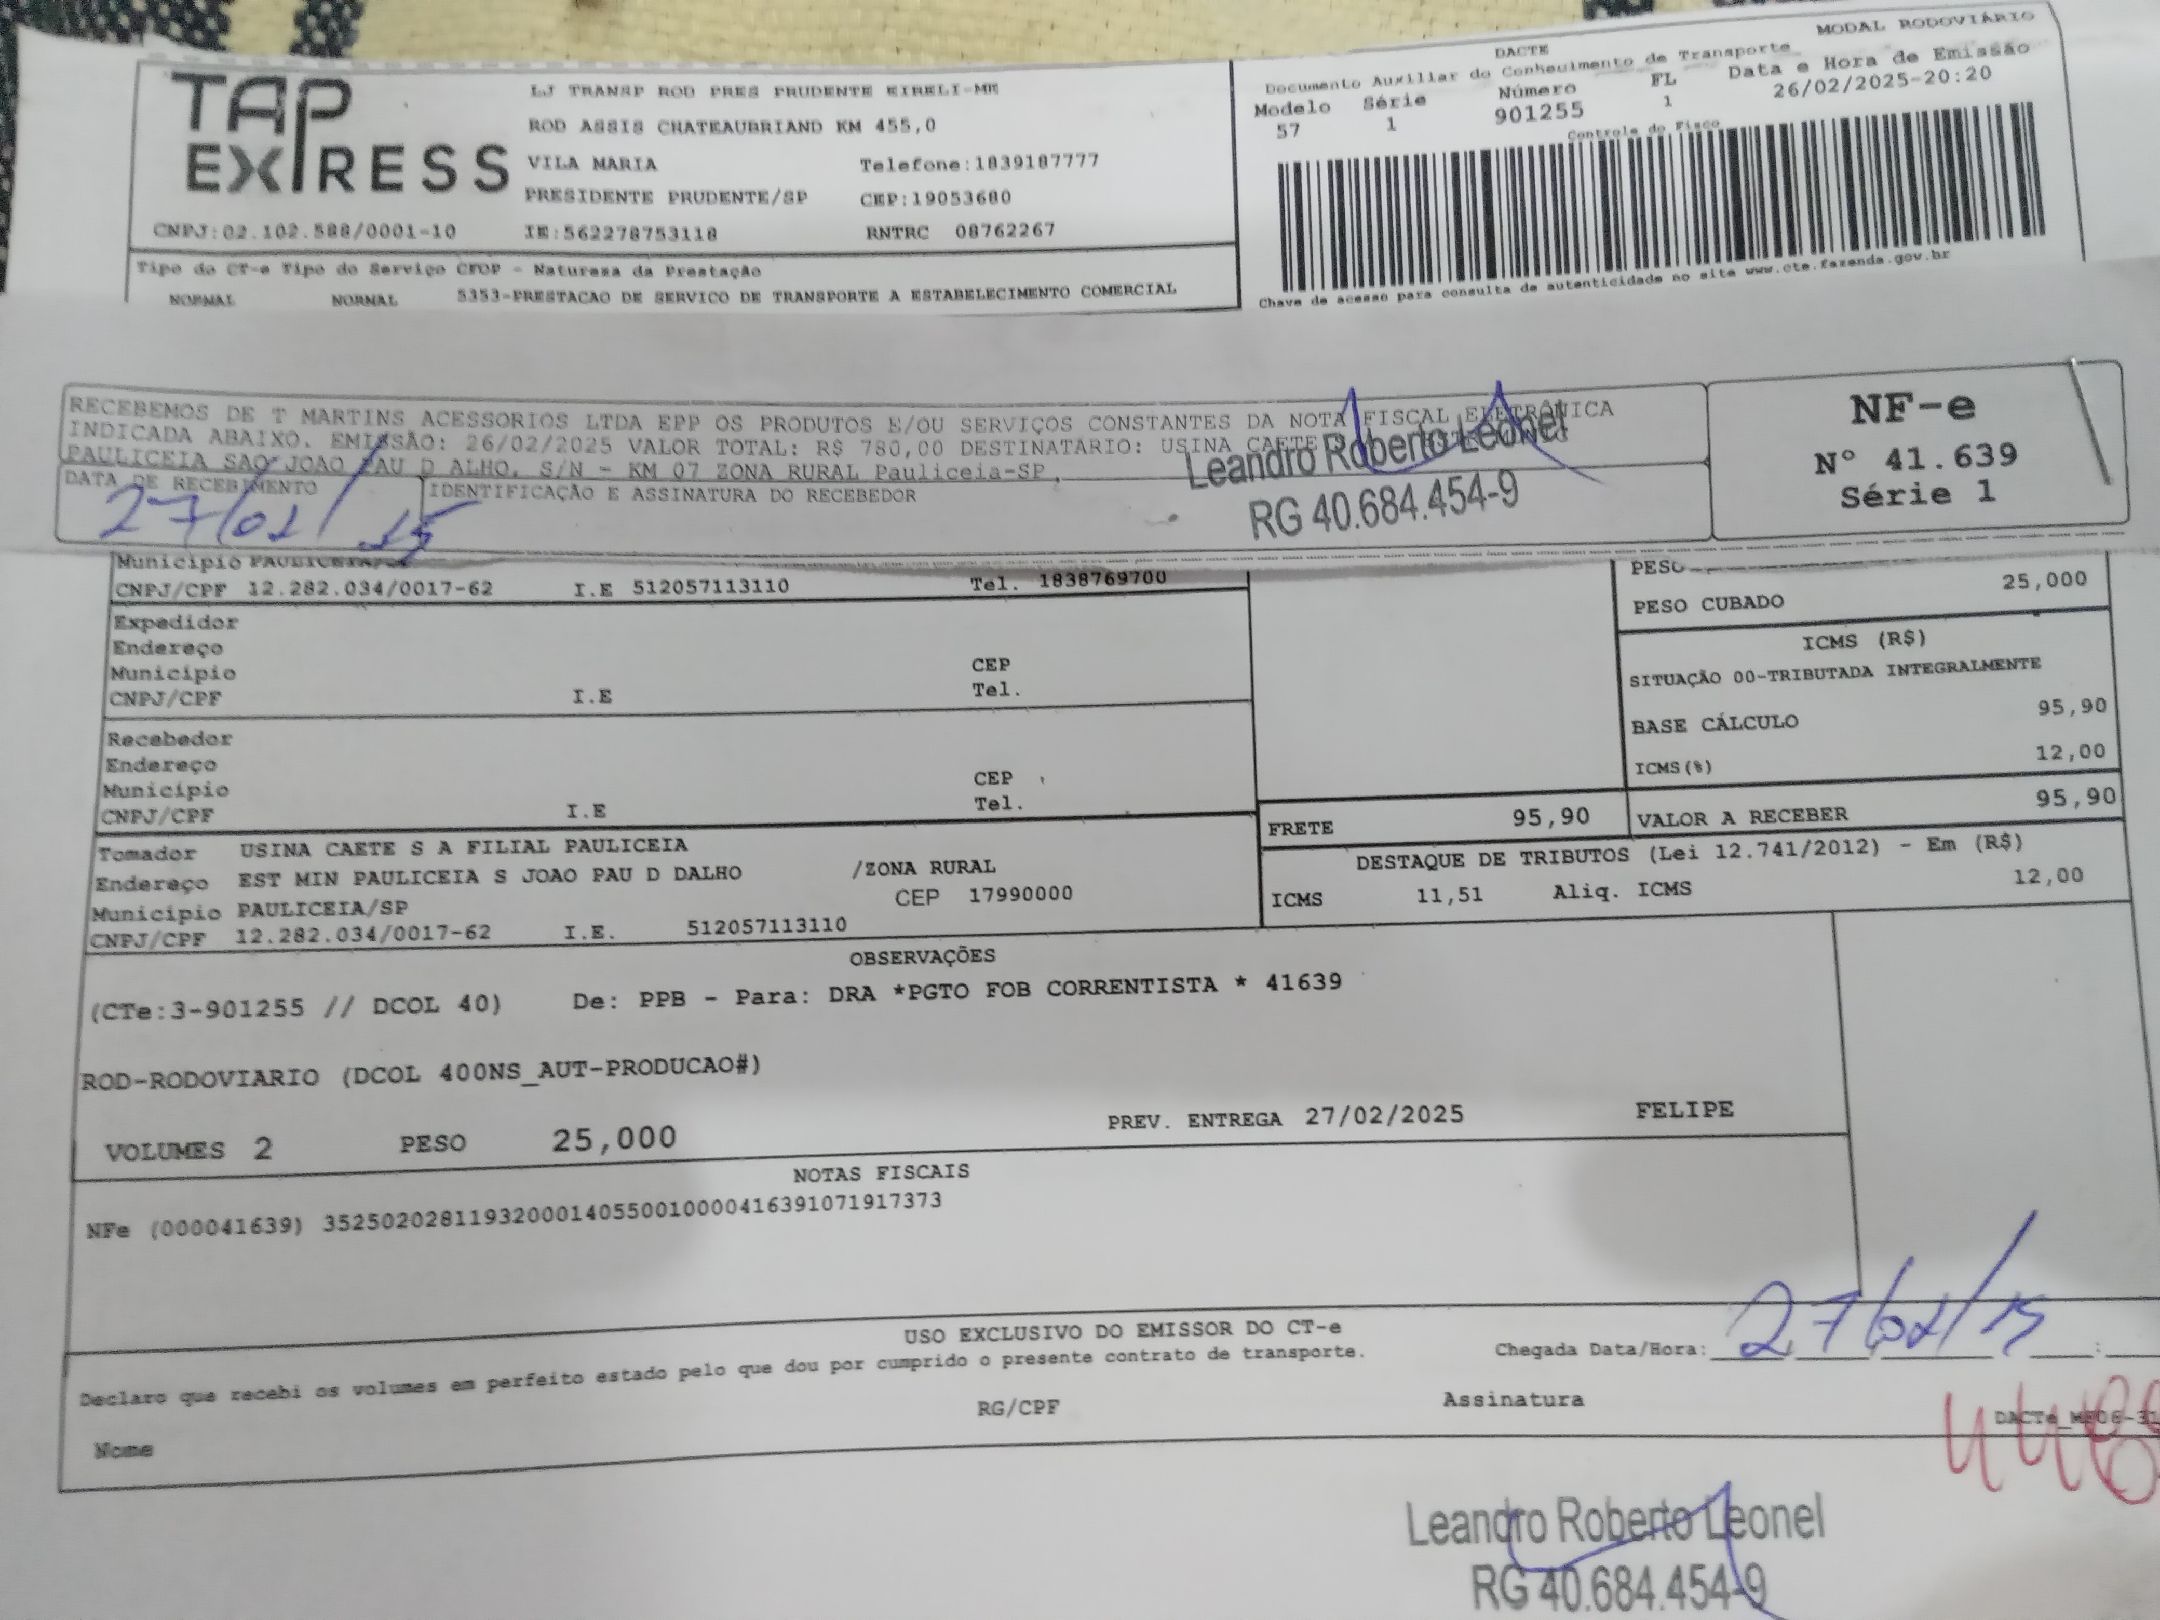 MODAL RODOVIÁRIO
TAP EXPRESS
LJ TRANSP ROD PRES PRUDENTE EIRELI-ME
ROD ASSIS CHATEAUBRIAND KM 455,0
VILA MARIA Telefone:1839187777
PRESIDENTE PRUDENTE/SP CEP:19053680
CNPJ:02.102.588/0001-10 IE:562278753118 RNTRC 08762267
Tipo do CT-e Tipo do Serviço CFOP - Natureza da Prestação
NORMAL NORMAL 5353-PRESTACAO DE SERVICO DE TRANSPORTE A ESTABELECIMENTO COMERCIAL
DACTE
Documento Auxiliar do Conhecimento de Transporte
Modelo Série Número FL Data e Hora de Emissão
57 1 901255 1 26/02/2025-20:20
Controle do Fisco
Chave de acesso para consulta de autenticidade no site www.cte.fazenda.gov.br
RECEBEMOS DE T MARTINS ACESSORIOS LTDA EPP OS PRODUTOS E/OU SERVIÇOS CONSTANTES DA NOTA FISCAL ELETRÔNICA
INDICADA ABAIXO. EMISSÃO: 26/02/2025 VALOR TOTAL: R$ 780,00 DESTINATÁRIO: USINA CAETE
PAULICEIA SAO JOAO PAU D ALHO, S/N - KM 07 ZONA RURAL Pauliceia-SP
DATA DE RECEBIMENTO IDENTIFICAÇÃO E ASSINATURA DO RECEBEDOR
27/02/25
Leandro Roberto Leonel
RG 40.684.454-9
NF-e
Nº 41.639
Série 1
Município PAULICEIA
CNPJ/CPF 12.282.034/0017-62 I.E 512057113110 Tel. 1838769700
Expedidor
Endereço
Município CEP
CNPJ/CPF I.E Tel.
Recebedor
Endereço
Município CEP
CNPJ/CPF I.E Tel.
PESO 25,000
PESO CUBADO
ICMS (R$)
SITUAÇÃO 00-TRIBUTADA INTEGRALMENTE
BASE CÁLCULO 95,90
ICMS(%) 12,00
FRETE 95,90 VALOR A RECEBER 95,90
Tomador USINA CAETE S A FILIAL PAULICEIA
Endereço EST MIN PAULICEIA S JOAO PAU D DALHO /ZONA RURAL
Município PAULICEIA/SP CEP 17990000
CNPJ/CPF 12.282.034/0017-62 I.E. 512057113110
DESTAQUE DE TRIBUTOS (Lei 12.741/2012) - Em (R$)
ICMS 11,51 Aliq. ICMS 12,00
OBSERVAÇÕES
(CTe:3-901255 // DCOL 40) De: PPB - Para: DRA *PGTO FOB CORRENTISTA * 41639
ROD-RODOVIARIO (DCOL 400NS_AUT-PRODUCAO#)
VOLUMES 2 PESO 25,000 PREV. ENTREGA 27/02/2025 FELIPE
NOTAS FISCAIS
NFe (000041639) 35250202811932000140550010000416391071917373
USO EXCLUSIVO DO EMISSOR DO CT-e
Declaro que recebi os volumes em perfeito estado pelo que dou por cumprido o presente contrato de transporte.
Chegada Data/Hora: 27/02/25
Nome RG/CPF Assinatura
Leandro Roberto Leonel
RG 40.684.454-9